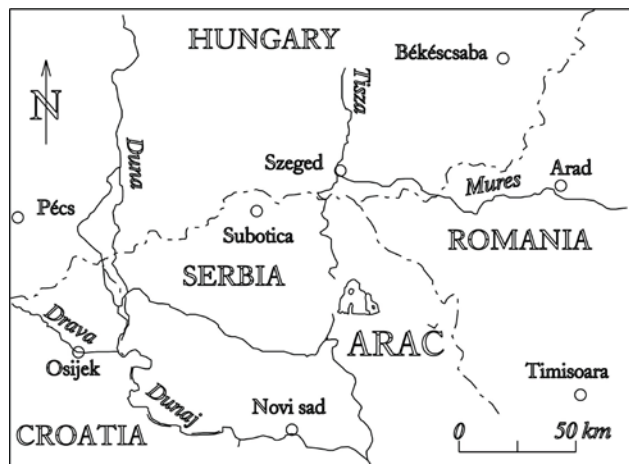 HUNGARY
Békéscsaba
Tisza
N
Duna
Szeged
Mures
Arad
Pécs
Subotica
ROMANIA
SERBIA
Drava
ARAČ
Osijek
Dunaj
Timisoara
Novi sad
CROATIA
0 50 km